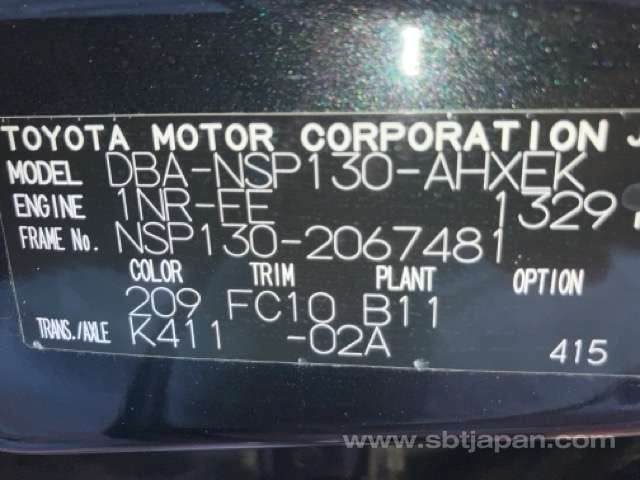 TOYOTA MOTOR CORPORATION J
MODEL DBA-NSP130-AHXEK
ENGINE 1NR-FE 1329
FRAME No. NSP130-2067481
COLOR TRIM PLANT OPTION
209 FC10 B11
TRANS./AXLE K411 -02A 415
www.sbtjapan.com